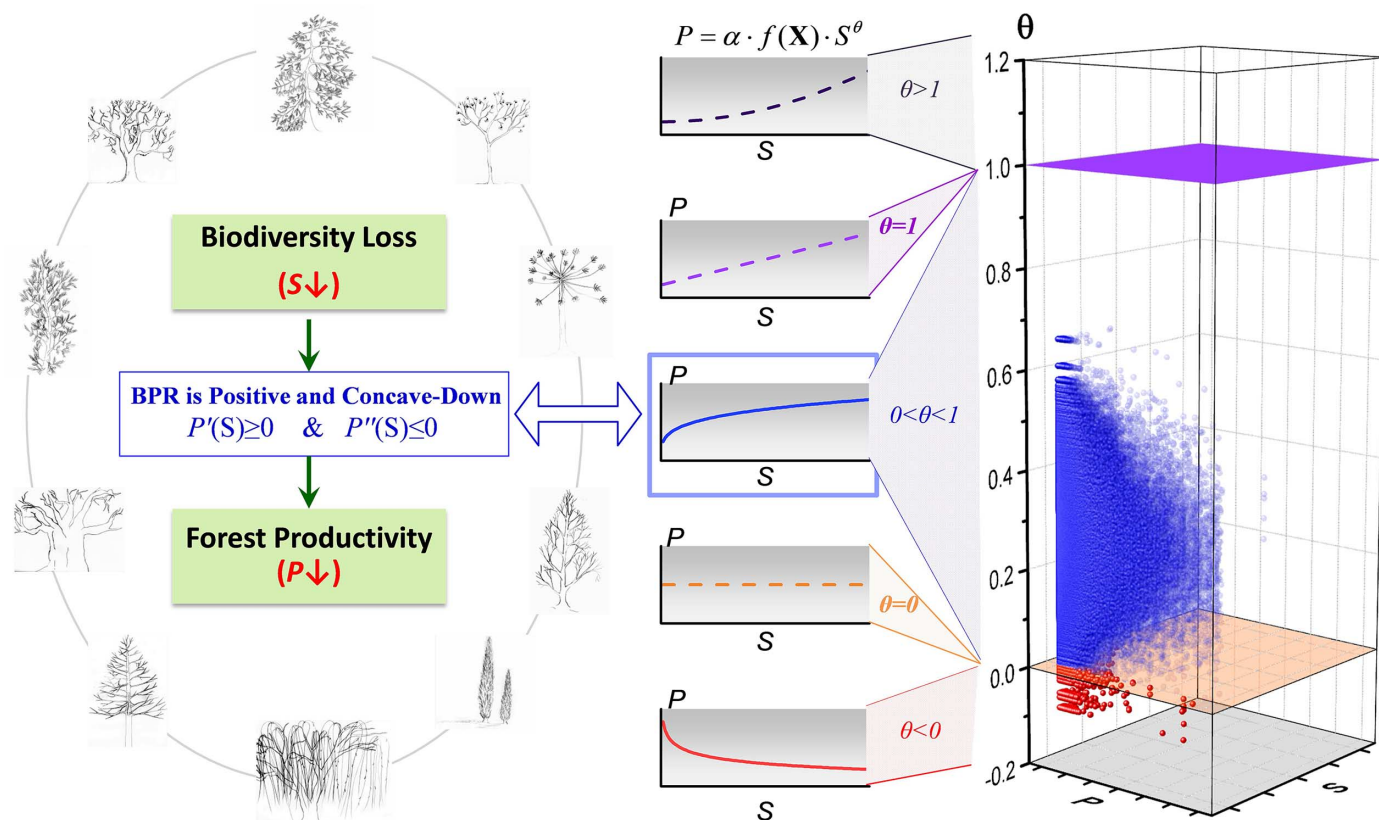 Biodiversity Loss
(S↓)
BPR is Positive and Concave-Down
P'(S)≥0 & P''(S)≤0
Forest Productivity
(P↓)
P = α · f(X) · S^θ
S
θ>1
P
S
θ=1
P
S
0<θ<1
P
S
θ=0
P
S
θ<0
θ
1.2
1.0
0.8
0.6
0.4
0.2
0.0
-0.2
P
S